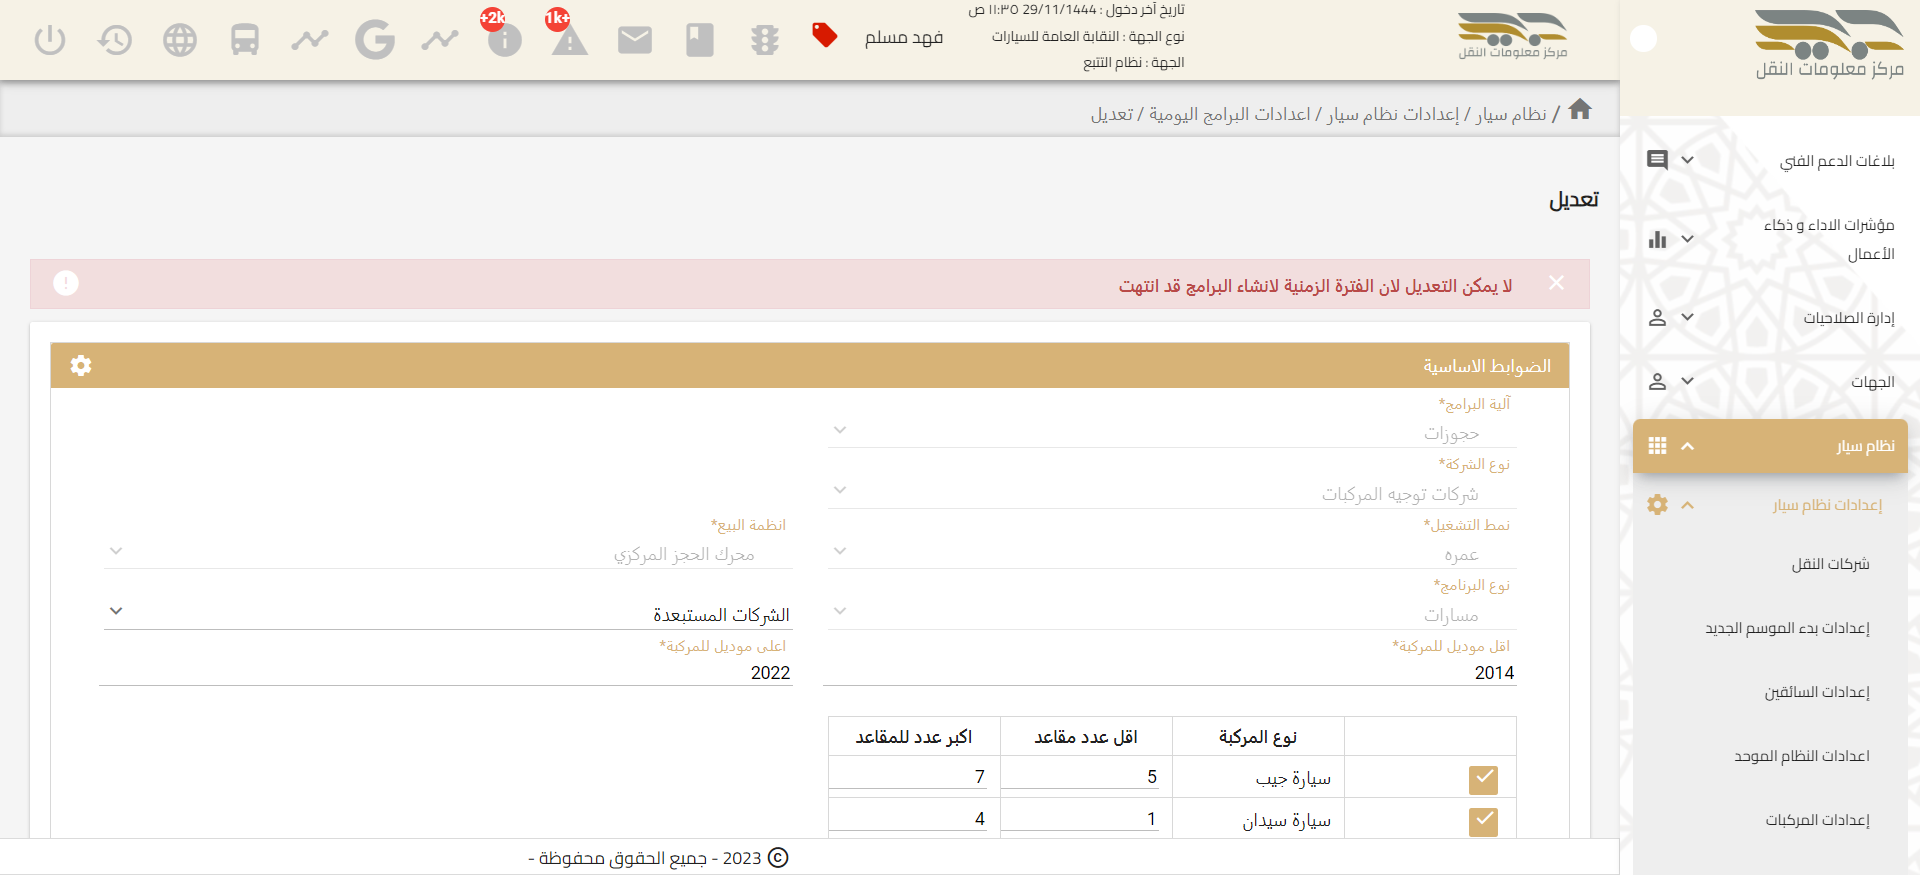 مركز معلومات النقل
بلاغات الدعم الفني
مؤشرات الاداء و ذكاء
الأعمال
إدارة الصلاحيات
الجهات
نظام سيار
إعدادات نظام سيار
شركات النقل
إعدادات بدء الموسم الجديد
إعدادات السائقين
اعدادات النظام الموحد
إعدادات المركبات
مركز معلومات النقل
تاريخ آخر دخول : 29/11/1444 ١١:٣٥ ص
نوع الجهة : النقابة العامة للسيارات
الجهة : نظام التتبع
فهد مسلم
1k+
+2k
/ نظام سيار / إعدادات نظام سيار / اعدادات البرامج اليومية / تعديل
تعديل
لا يمكن التعديل لان الفترة الزمنية لانشاء البرامج قد انتهت
الضوابط الاساسية
آلية البرامج*
حجوزات
نوع الشركة*
شركات توجيه المركبات
نمط التشغيل*
عمره
انظمة البيع*
محرك الحجز المركزي
نوع البرنامج*
مسارات
الشركات المستبعدة
اقل موديل للمركبة*
2014
اعلى موديل للمركبة*
2022
نوع المركبة اقل عدد مقاعد اكبر عدد للمقاعد
سيارة جيب 5 7
سيارة سيدان 1 4
© 2023 - جميع الحقوق محفوظة -